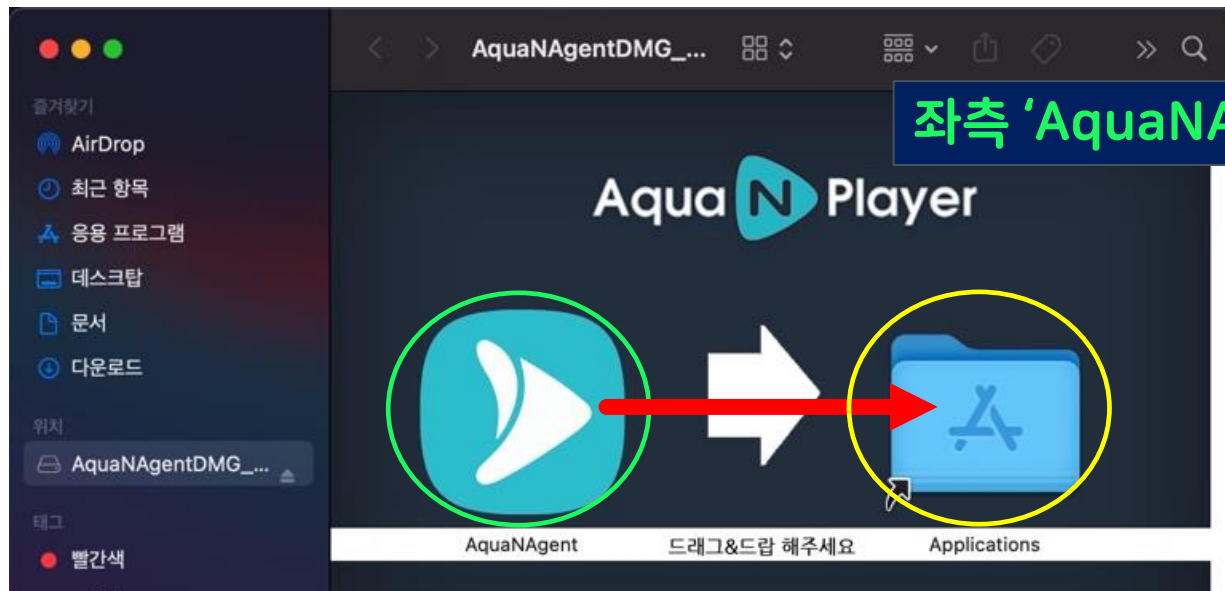 AquaNAgentDMG_...
좌측 ‘AquaNA
즐겨찾기
AirDrop
최근 항목
응용 프로그램
데스크탑
문서
다운로드
위치
AquaNAgentDMG_...
태그
빨간색
Aqua N Player
AquaNAgent
드래그&드랍 해주세요
Applications